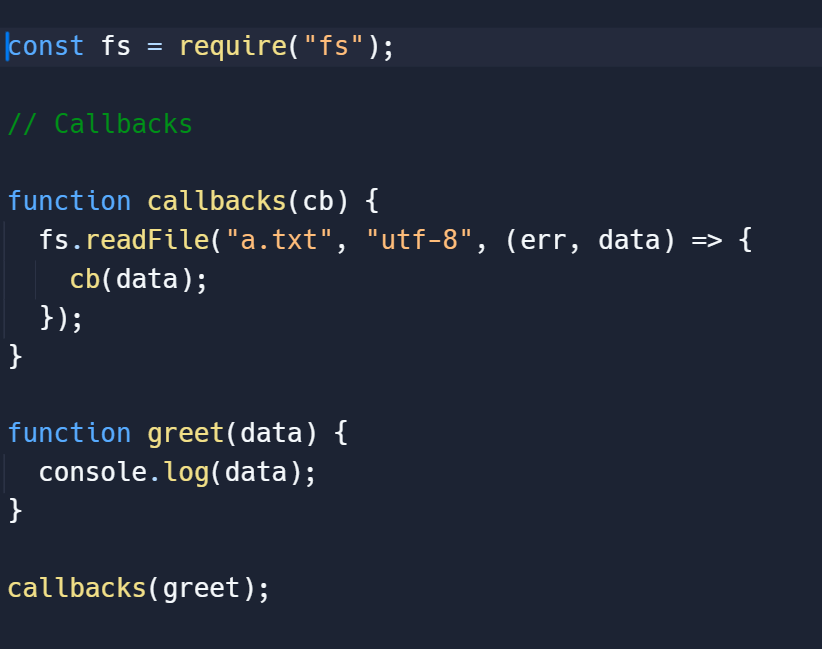 const fs = require("fs");
// Callbacks
function callbacks(cb) {
  fs.readFile("a.txt", "utf-8", (err, data) => {
    cb(data);
  });
}
function greet(data) {
  console.log(data);
}
callbacks(greet);